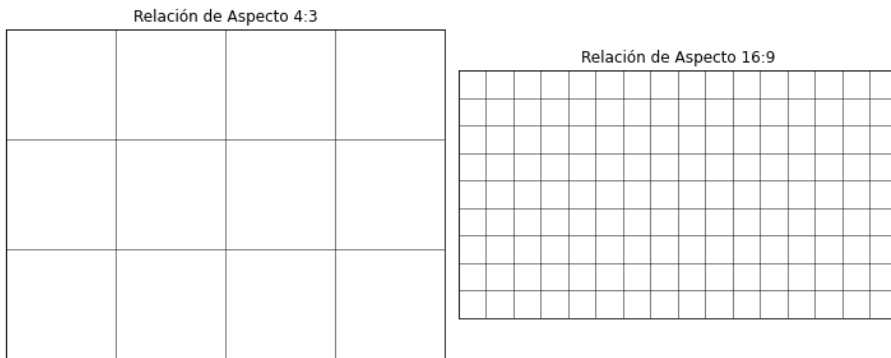 Relación de Aspecto 4:3
Relación de Aspecto 16:9